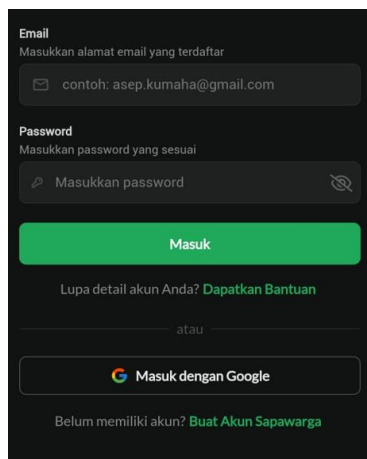 Email
Masukkan alamat email yang terdaftar
contoh: asep.kumaha@gmail.com
Password
Masukkan password yang sesuai
Masukkan password
Masuk
Lupa detail akun Anda? Dapatkan Bantuan
atau
Masuk dengan Google
Belum memiliki akun? Buat Akun Sapawarga